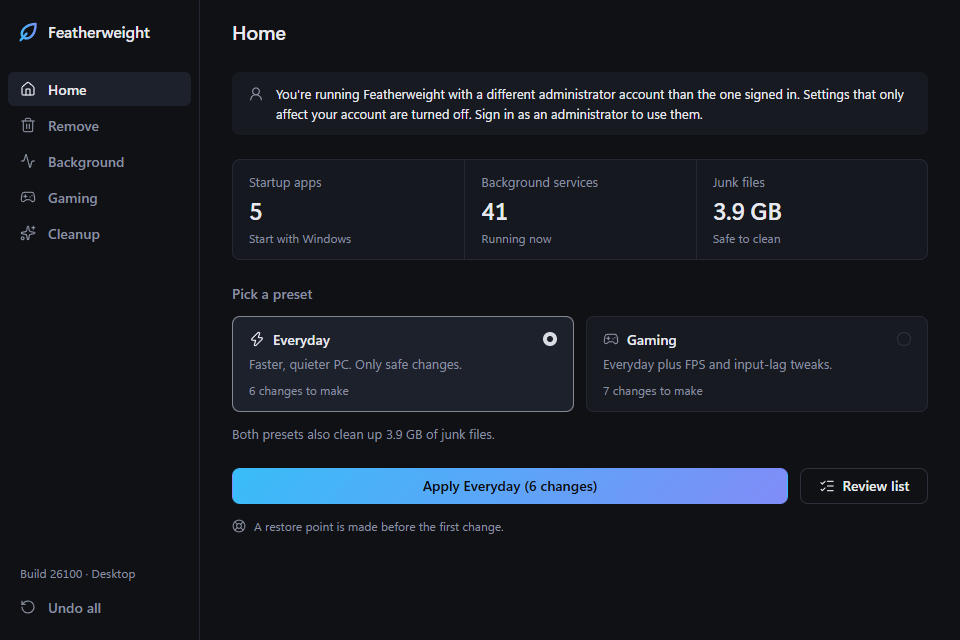 Featherweight
Home
Remove
Background
Gaming
Cleanup
Build 26100 · Desktop
Undo all
Home
You're running Featherweight with a different administrator account than the one signed in. Settings that only
affect your account are turned off. Sign in as an administrator to use them.
Startup apps
5
Start with Windows
Background services
41
Running now
Junk files
3.9 GB
Safe to clean
Pick a preset
Everyday
Faster, quieter PC. Only safe changes.
6 changes to make
Gaming
Everyday plus FPS and input-lag tweaks.
7 changes to make
Both presets also clean up 3.9 GB of junk files.
Apply Everyday (6 changes)
Review list
A restore point is made before the first change.